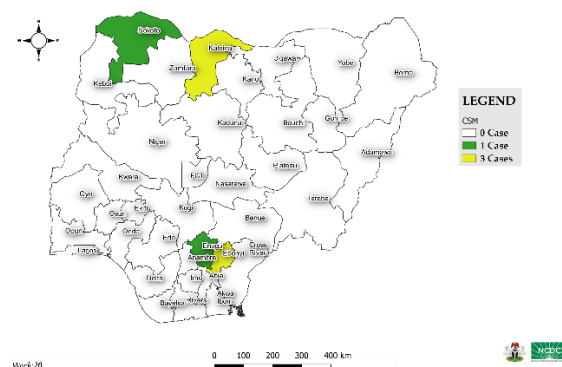 N
W
E
S
Sokoto
Katsina
Jigawa
Yobe
Borno
Zamfara
Kano
Kebbi
Kaduna
Bauchi
Gombe
Adamawa
Niger
Plateau
Kwara
FCT
Nasarawa
Taraba
Oyo
Osun
Ekiti
Kogi
Benue
Ogun
Ondo
Edo
Enugu
Ebonyi
Cross
River
Lagos
Anambra
Delta
Imo
Abia
Bayelsa
Rivers
Akwa
Ibom
LEGEND
CSM
0 Case
1 Case
3 Cases
Week:20
0 100 200 300 400 km
NCDC